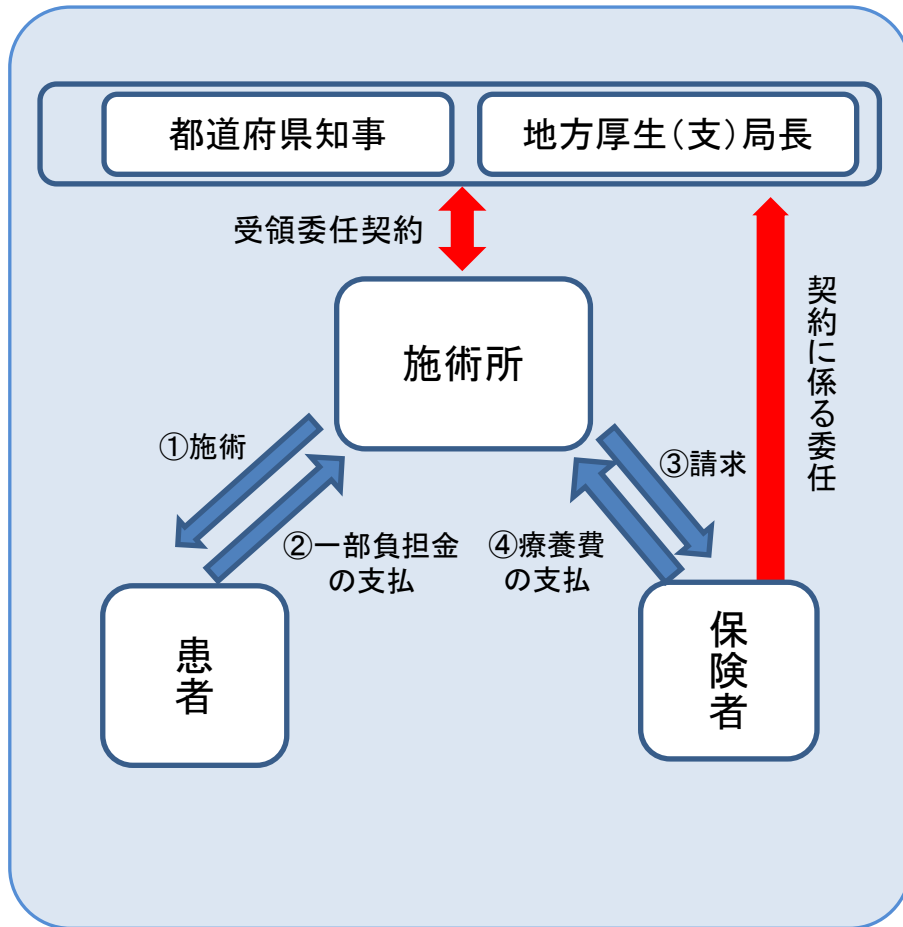 都道府県知事
地方厚生(支)局長
受領委任契約
契約に係る委任
施術所
①施術
③請求
②一部負担金
の支払
④療養費
の支払
患者
保険者